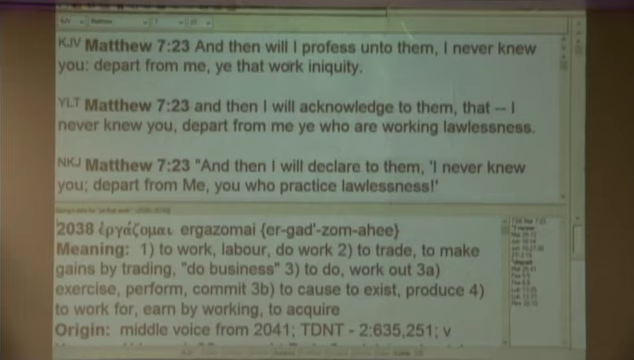 KJV Matthew 7:23 And then will I profess unto them, I never knew
you: depart from me, ye that work iniquity.
YLT Matthew 7:23 and then I will acknowledge to them, that -- I
never knew you, depart from me ye who are working lawlessness.
NKJ Matthew 7:23 "And then I will declare to them, 'I never knew
you; depart from Me, you who practice lawlessness!'
2038 ἐργάζομαι ergazomai {er-gad'-zom-ahee}
Meaning: 1) to work, labour, do work 2) to trade, to make
gains by trading, "do business" 3) to do, work out 3a)
exercise, perform, commit 3b) to cause to exist, produce 4)
to work for, earn by working, to acquire
Origin: middle voice from 2041; TDNT - 2:635,251; v